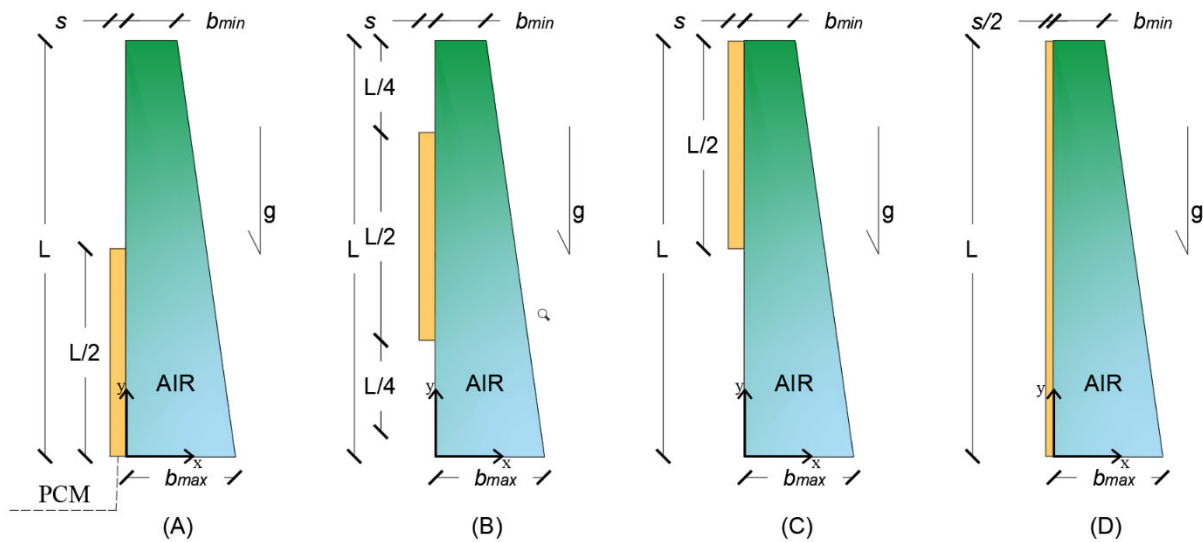 s bmin
L
L/2
g
AIR
y
x
bmax
PCM
(A)
s bmin
L/4
L
L/2
L/4
g
AIR
y
x
bmax
(B)
s bmin
L
L/2
g
AIR
y
x
bmax
(C)
s/2 bmin
L
g
AIR
y
x
bmax
(D)